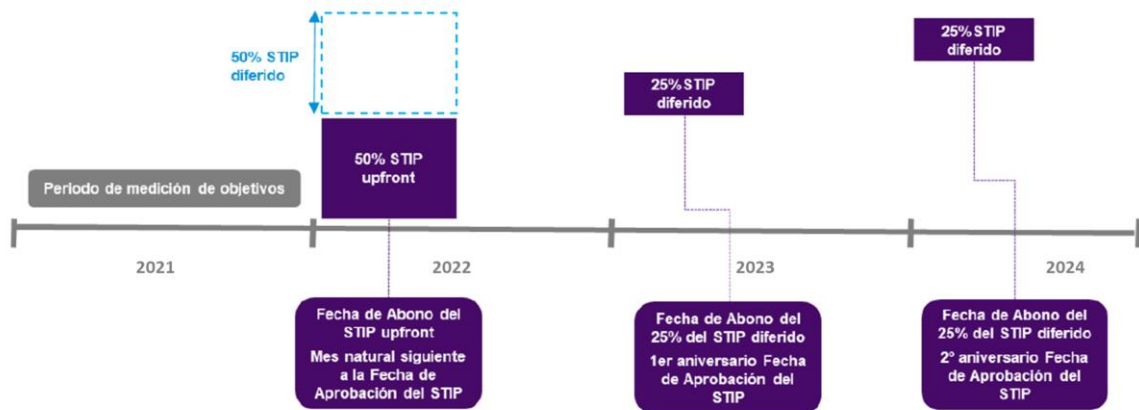 50% STIP
diferido
50% STIP
upfront
25% STIP
diferido
25% STIP
diferido
Periodo de medición de objetivos
2021
2022
2023
2024
Fecha de Abono del
STIP upfront
Mes natural siguiente
a la Fecha de
Aprobación del STIP
Fecha de Abono del
25% del STIP diferido
1er aniversario Fecha
de Aprobación del
STIP
Fecha de Abono del
25% del STIP diferido
2º aniversario Fecha
de Aprobación del
STIP